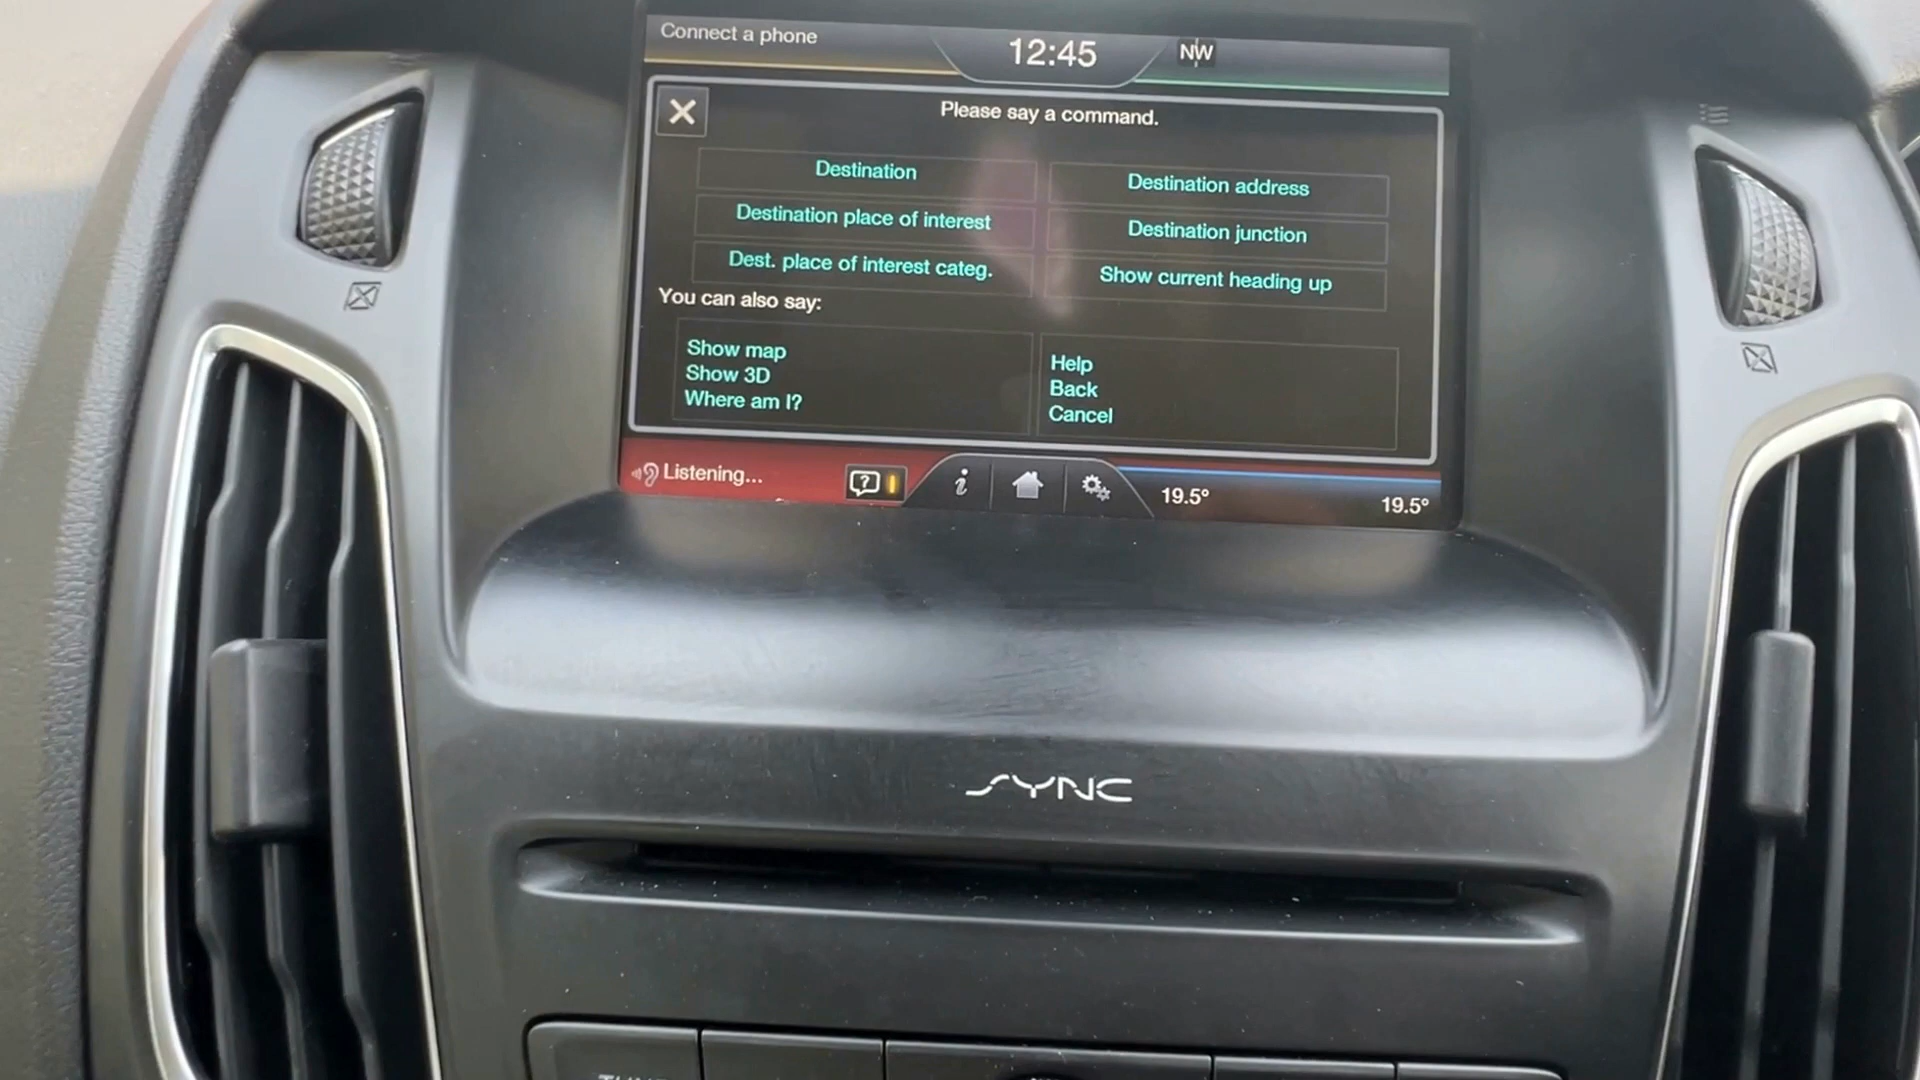 Connect a phone
12:45
NW
Please say a command.
Destination
Destination address
Destination place of interest
Destination junction
Dest. place of interest categ.
Show current heading up
You can also say:
Show map
Show 3D
Where am I?
Help
Back
Cancel
Listening...
?
i
19.5°
19.5°
SYNC